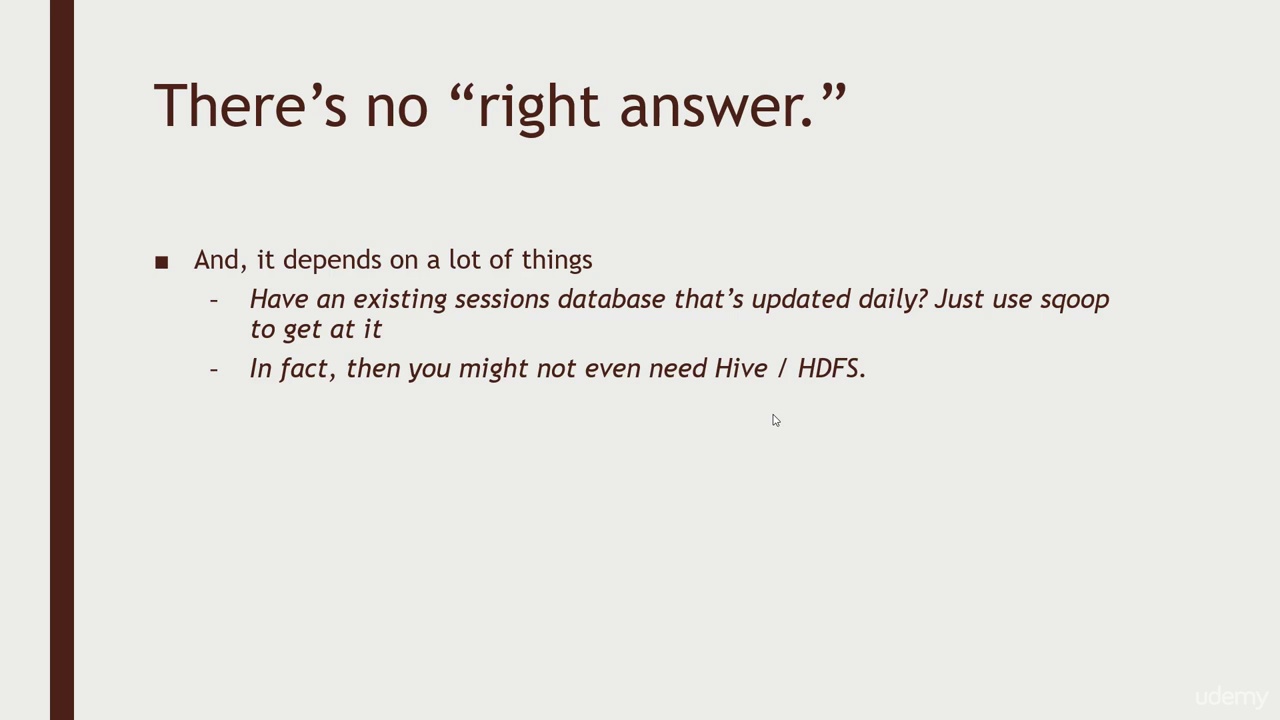 There’s no “right answer.”
■ And, it depends on a lot of things
– Have an existing sessions database that’s updated daily? Just use sqoop
to get at it
– In fact, then you might not even need Hive / HDFS.
udemy